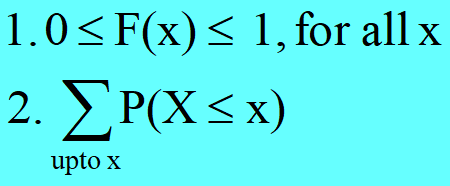 1. 0 ≤ F(x) ≤ 1, for all x
2. ∑ P(X ≤ x)
upto x